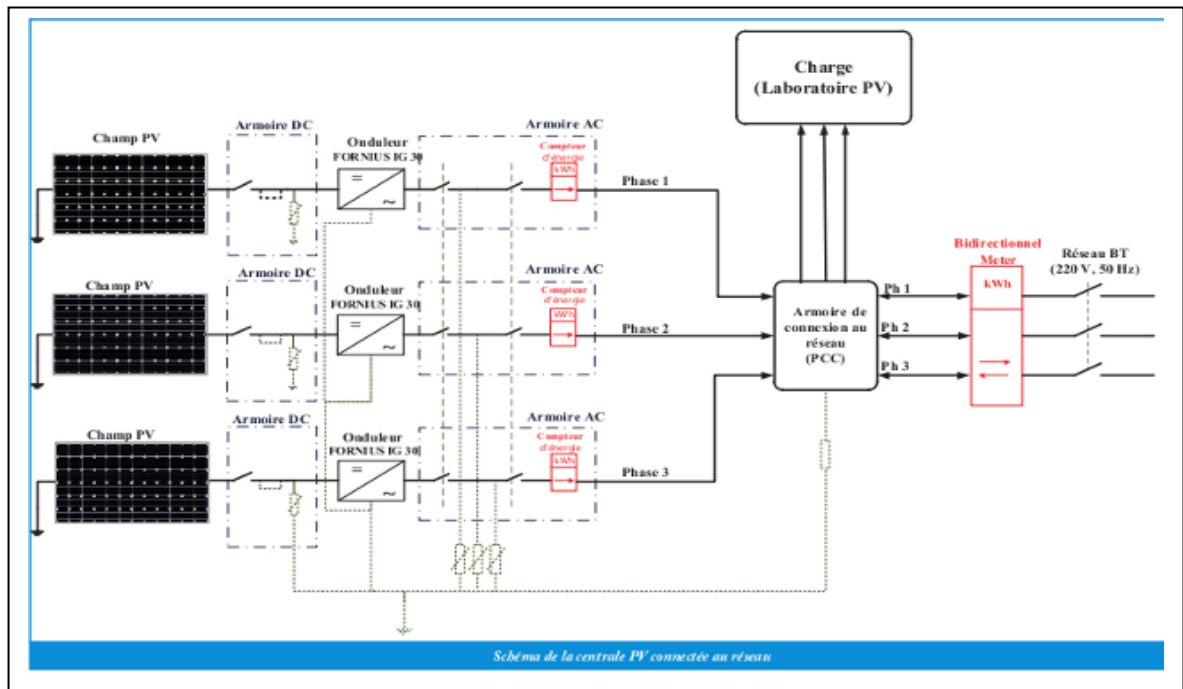 Charge
(Laboratoire PV)
Champ PV
Armoire DC
Onduleur
FORNIUS IG 30
Armoire AC
Compteur
d'énergie
kWh
Phase 1
Champ PV
Armoire DC
Onduleur
FORNIUS IG 30
Armoire AC
Compteur
d'énergie
kWh
Phase 2
Champ PV
Armoire DC
Onduleur
FORNIUS IG 30
Armoire AC
Compteur
d'énergie
kWh
Phase 3
Armoire de
connexion au
réseau
(PCC)
Ph 1
Ph 2
Ph 3
Bidirectionnel
Meter
kWh
Réseau BT
(220 V, 50 Hz)
Schéma de la centrale PV connectée au réseau